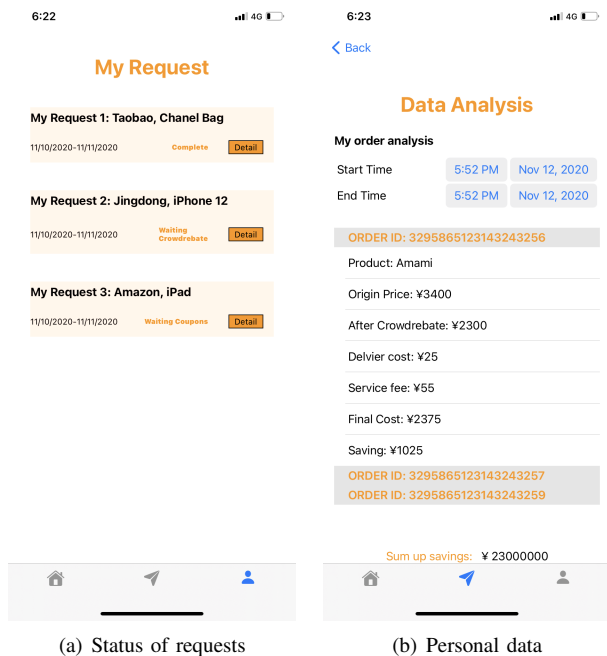 6:22
4G
My Request
My Request 1: Taobao, Chanel Bag
11/10/2020-11/11/2020 Complete Detail
My Request 2: Jingdong, iPhone 12
11/10/2020-11/11/2020 Waiting Crowdrebate Detail
My Request 3: Amazon, iPad
11/10/2020-11/11/2020 Waiting Coupons Detail
(a) Status of requests
6:23
4G
Back
Data Analysis
My order analysis
Start Time 5:52 PM Nov 12, 2020
End Time 5:52 PM Nov 12, 2020
ORDER ID: 3295865123143243256
Product: Amami
Origin Price: ¥3400
After Crowdrebate: ¥2300
Delvier cost: ¥25
Service fee: ¥55
Final Cost: ¥2375
Saving: ¥1025
ORDER ID: 3295865123143243257
ORDER ID: 3295865123143243259
Sum up savings: ¥ 23000000
(b) Personal data